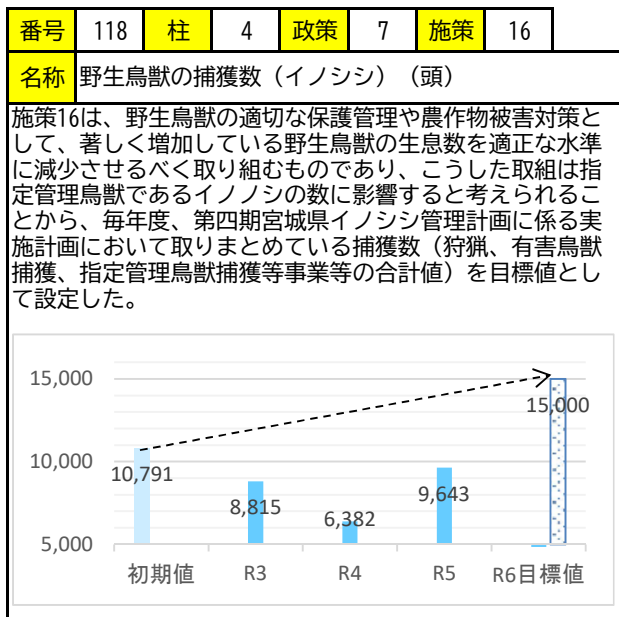 番号 118 柱 4 政策 7 施策 16
名称 野生鳥獣の捕獲数（イノシシ）（頭）
施策16は、野生鳥獣の適切な保護管理や農作物被害対策と
して、著しく増加している野生鳥獣の生息数を適正な水準
に減少させるべく取り組むものであり、こうした取組は指
定管理鳥獣であるイノノシの数に影響すると考えられるこ
とから、毎年度、第四期宮城県イノシシ管理計画に係る実
施計画において取りまとめている捕獲数（狩猟、有害鳥獣
捕獲、指定管理鳥獣捕獲等事業等の合計値）を目標値とし
て設定した。
15,000
15,000
10,000
10,791
8,815
6,382
9,643
5,000
初期値 R3 R4 R5 R6目標値